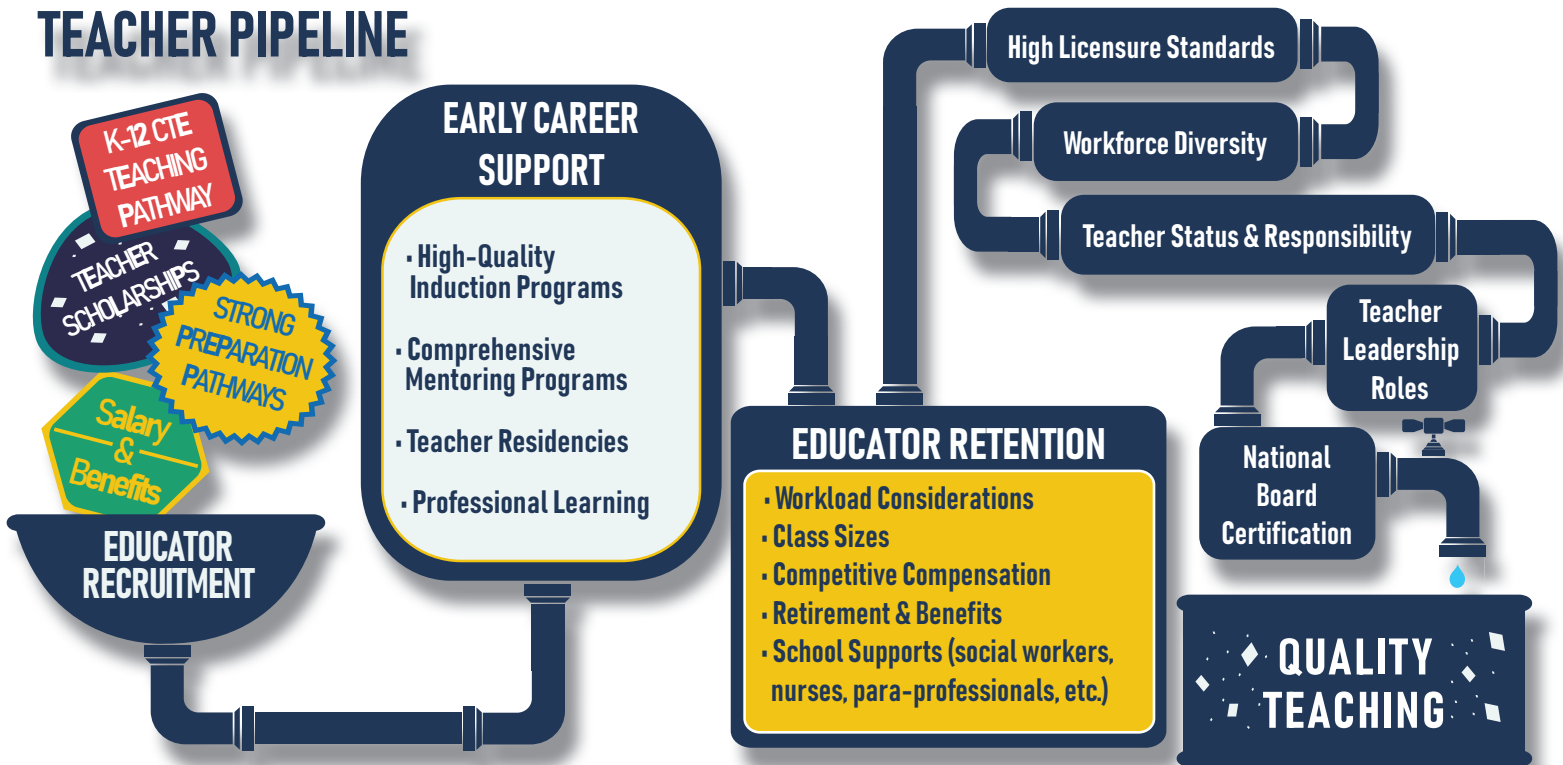 TEACHER PIPELINE
K-12 CTE
TEACHING
PATHWAY
TEACHER
SCHOLARSHIPS
STRONG
PREPARATION
PATHWAYS
Salary
&
Benefits
EDUCATOR
RECRUITMENT
EARLY CAREER
SUPPORT
· High-Quality
Induction Programs
· Comprehensive
Mentoring Programs
· Teacher Residencies
· Professional Learning
EDUCATOR RETENTION
· Workload Considerations
· Class Sizes
· Competitive Compensation
· Retirement & Benefits
· School Supports (social workers,
nurses, para-professionals, etc.)
High Licensure Standards
Workforce Diversity
Teacher Status & Responsibility
Teacher
Leadership
Roles
National
Board
Certification
QUALITY
TEACHING